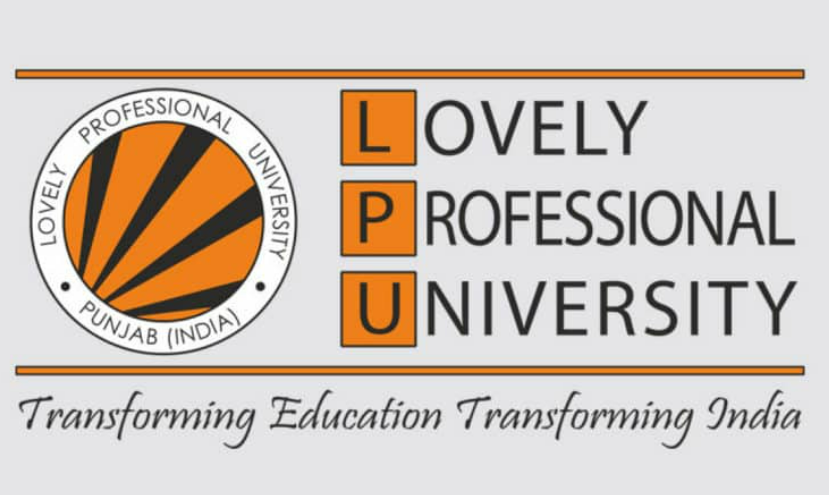 LOVELY PROFESSIONAL UNIVERSITY
• PUNJAB (INDIA) •
LOVELY
PROFESSIONAL
UNIVERSITY
Transforming Education Transforming India